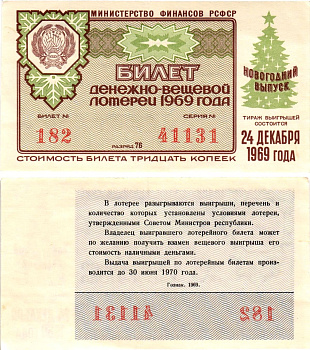 МИНИСТЕРСТВО ФИНАНСОВ РСФСР
БИЛЕТ
ДЕНЕЖНО-ВЕЩЕВОЙ
ЛОТЕРЕИ 1969 ГОДА
НОВОГОДНИЙ
ВЫПУСК
БИЛЕТ № СЕРИЯ №
182 41131
РАЗРЯД 76
ТИРАЖ ВЫИГРЫШЕЙ
СОСТОИТСЯ
24 ДЕКАБРЯ
1969 ГОДА
СТОИМОСТЬ БИЛЕТА ТРИДЦАТЬ КОПЕЕК
В лотерее разыгрываются выигрыши, перечень и
количество которых установлены условиями лотереи,
утвержденными Советом Министров республики.
Владелец выигравшего лотерейного билета может
по желанию получить взамен вещевого выигрыша его
стоимость наличными деньгами.
Выдача выигрышей по лотерейным билетам произ-
водится до 30 июня 1970 года.
Гознак. 1969.
41131 182